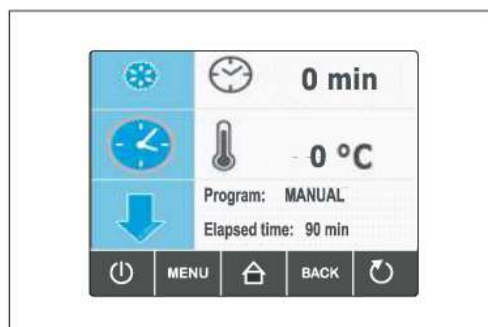 0 min
- 0 °C
Program: MANUAL
Elapsed time: 90 min
MENU BACK